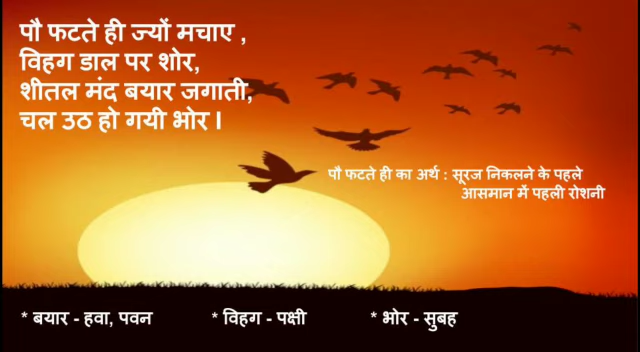 पौ फटते ही ज्यों मचाए ,
विहग डाल पर शोर,
शीतल मंद बयार जगाती,
चल उठ हो गयी भोर l
पौ फटते ही का अर्थ : सूरज निकलने के पहले
आसमान में पहली रोशनी
* बयार - हवा, पवन * विहग - पक्षी * भोर - सुबह